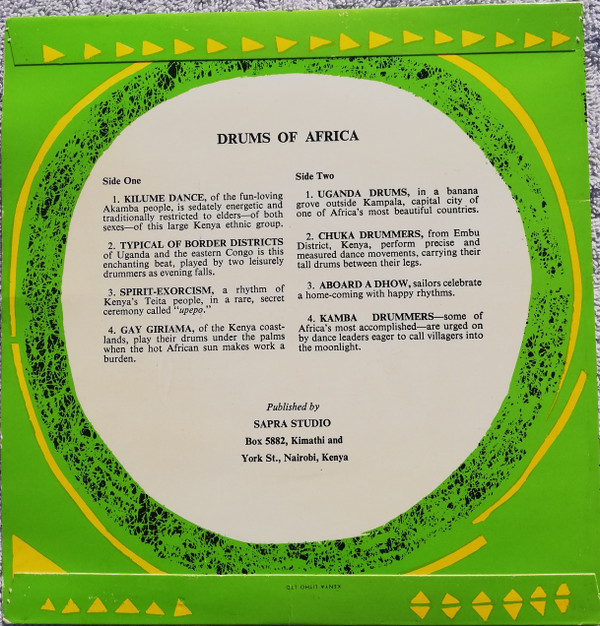 DRUMS OF AFRICA
Side One
1. KILUME DANCE, of the fun-loving
Akamba people, is sedately energetic and
traditionally restricted to elders—of both
sexes—of this large Kenya ethnic group.
2. TYPICAL OF BORDER DISTRICTS
of Uganda and the eastern Congo is this
enchanting beat, played by two leisurely
drummers as evening falls.
3. SPIRIT-EXORCISM, a rhythm of
Kenya's Teita people, in a rare, secret
ceremony called "upepo."
4. GAY GIRIAMA, of the Kenya coast-
lands, play their drums under the palms
when the hot African sun makes work a
burden.
Side Two
1. UGANDA DRUMS, in a banana
grove outside Kampala, capital city of
one of Africa's most beautiful countries.
2. CHUKA DRUMMERS, from Embu
District, Kenya, perform precise and
measured dance movements, carrying their
tall drums between their legs.
3. ABOARD A DHOW, sailors celebrate
a home-coming with happy rhythms.
4. KAMBA DRUMMERS—some of
Africa's most accomplished—are urged on
by dance leaders eager to call villagers into
the moonlight.
Published by
SAPRA STUDIO
Box 5882, Kimathi and
York St., Nairobi, Kenya
KENYA LITHO LTD